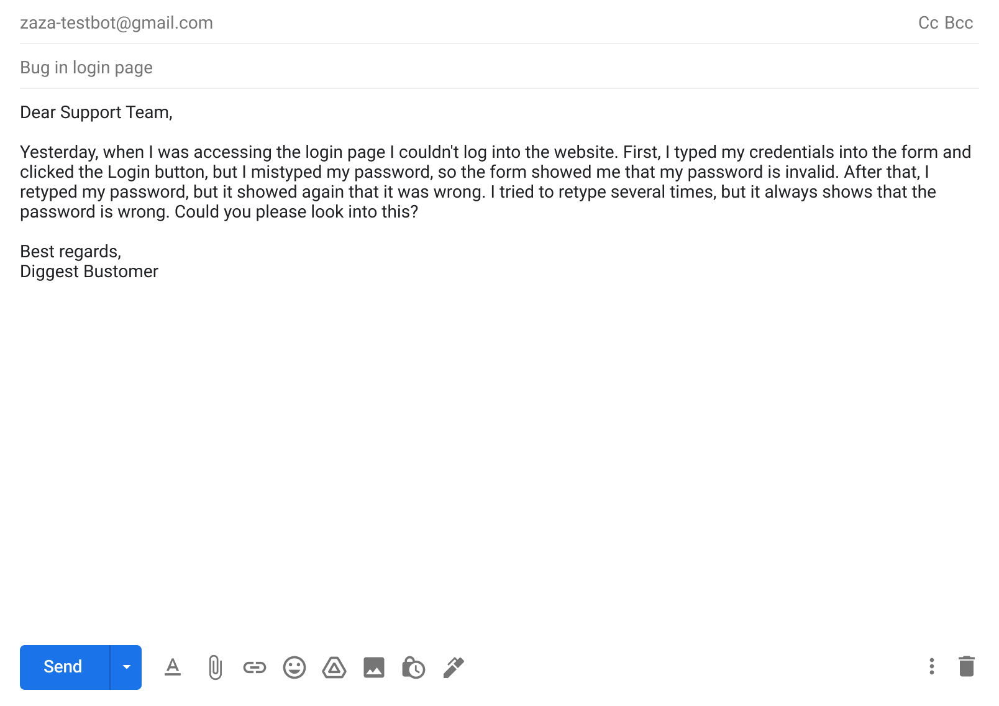 zaza-testbot@gmail.com Cc Bcc
Bug in login page
Dear Support Team,
Yesterday, when I was accessing the login page I couldn't log into the website. First, I typed my credentials into the form and
clicked the Login button, but I mistyped my password, so the form showed me that my password is invalid. After that, I
retyped my password, but it showed again that it was wrong. I tried to retype several times, but it always shows that the
password is wrong. Could you please look into this?
Best regards,
Diggest Bustomer
Send